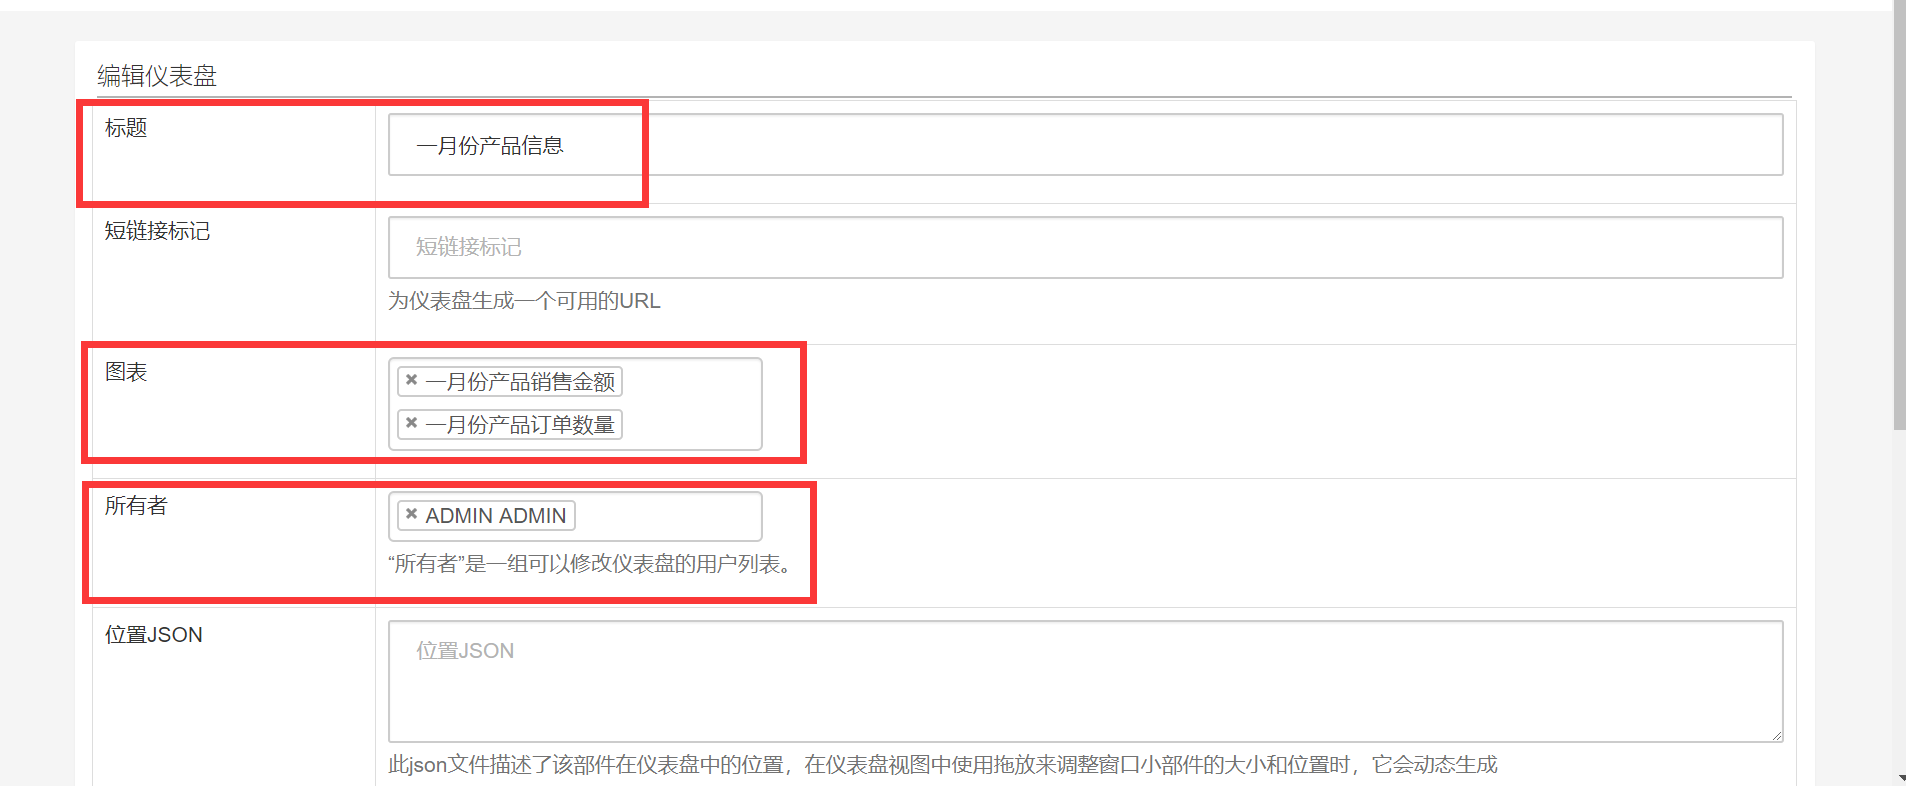 编辑仪表盘
标题
一月份产品信息
短链接标记
短链接标记
为仪表盘生成一个可用的URL
图表
× 一月份产品销售金额
× 一月份产品订单数量
所有者
× ADMIN ADMIN
“所有者”是一组可以修改仪表盘的用户列表。
位置JSON
位置JSON
此json文件描述了该部件在仪表盘中的位置，在仪表盘视图中使用拖放来调整窗口小部件的大小和位置时，它会动态生成